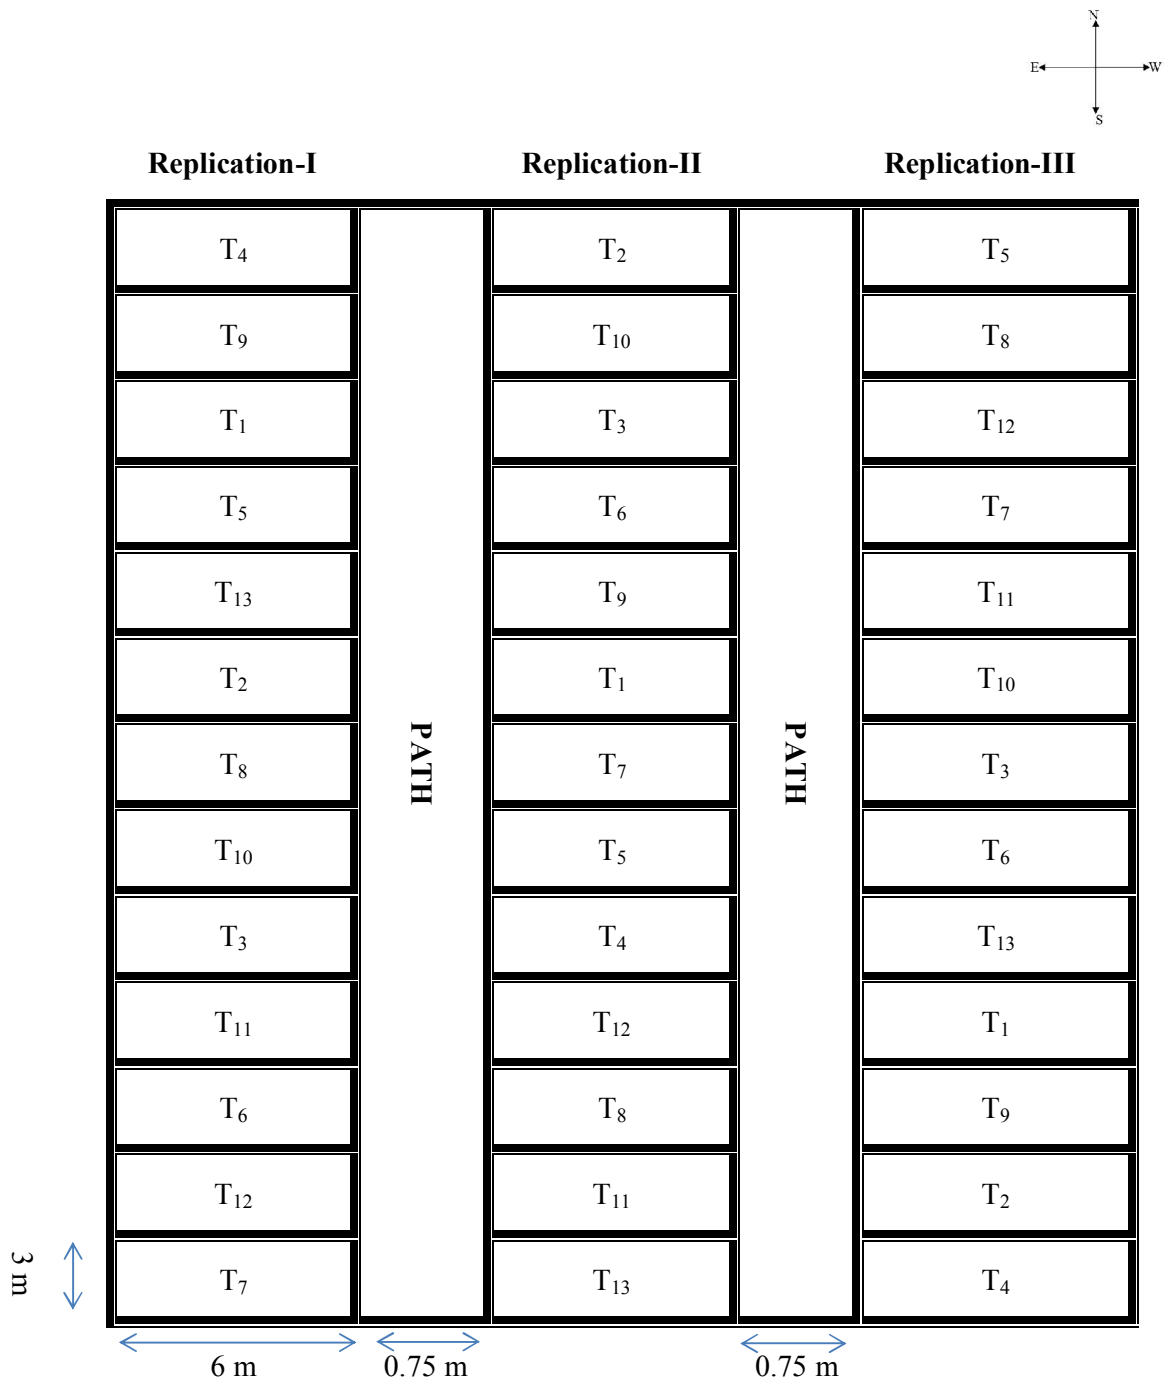 N
E W
S
Replication-I Replication-II Replication-III
T4 T2 T5
T9 T10 T8
T1 T3 T12
T5 T6 T7
T13 T9 T11
T2 T1 T10
T8 T7 T3
PATH PATH
T10 T5 T6
T3 T4 T13
T11 T12 T1
T6 T8 T9
T12 T11 T2
T7 T13 T4
3 m
6 m 0.75 m 0.75 m